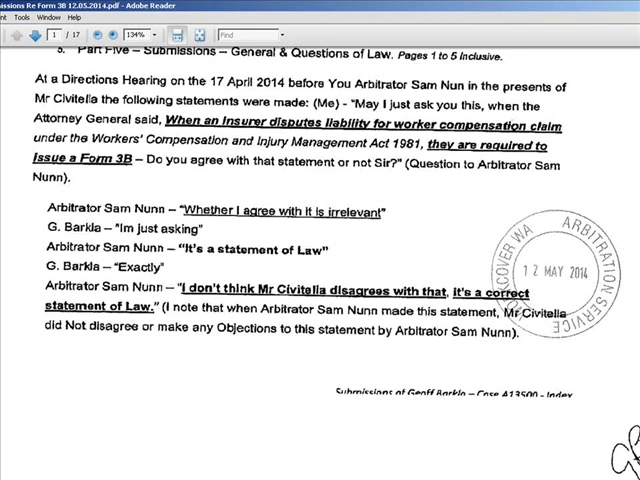 missions Re Form 3B 12.05.2014.pdf - Adobe Reader
nt Tools Window Help
1 / 17 134% Find
5. Part Five – Submissions – General & Questions of Law. Pages 1 to 5 Inclusive.
At a Directions Hearing on the 17 April 2014 before You Arbitrator Sam Nun in the presents of
Mr Civitella the following statements were made: (Me) - "May I just ask you this, when the
Attorney General said, When an Insurer disputes liability for worker compensation claim
under the Workers' Compensation and Injury Management Act 1981, they are required to
Issue a Form 3B – Do you agree with that statement or not Sir?" (Question to Arbitrator Sam
Nunn).
Arbitrator Sam Nunn – "Whether I agree with it is irrelevant"
G. Barkla – "Im just asking"
Arbitrator Sam Nunn – "It's a statement of Law"
G. Barkla – "Exactly"
Arbitrator Sam Nunn – "I don't think Mr Civitella disagrees with that, it's a correct
statement of Law." (I note that when Arbitrator Sam Nunn made this statement, Mr Civitella
did Not disagree or make any Objections to this statement by Arbitrator Sam Nunn).
WORKCOVER WA ARBITRATION SERVICE
12 MAY 2014
Submissions of Geoff Barkla – Case A13500 - Index